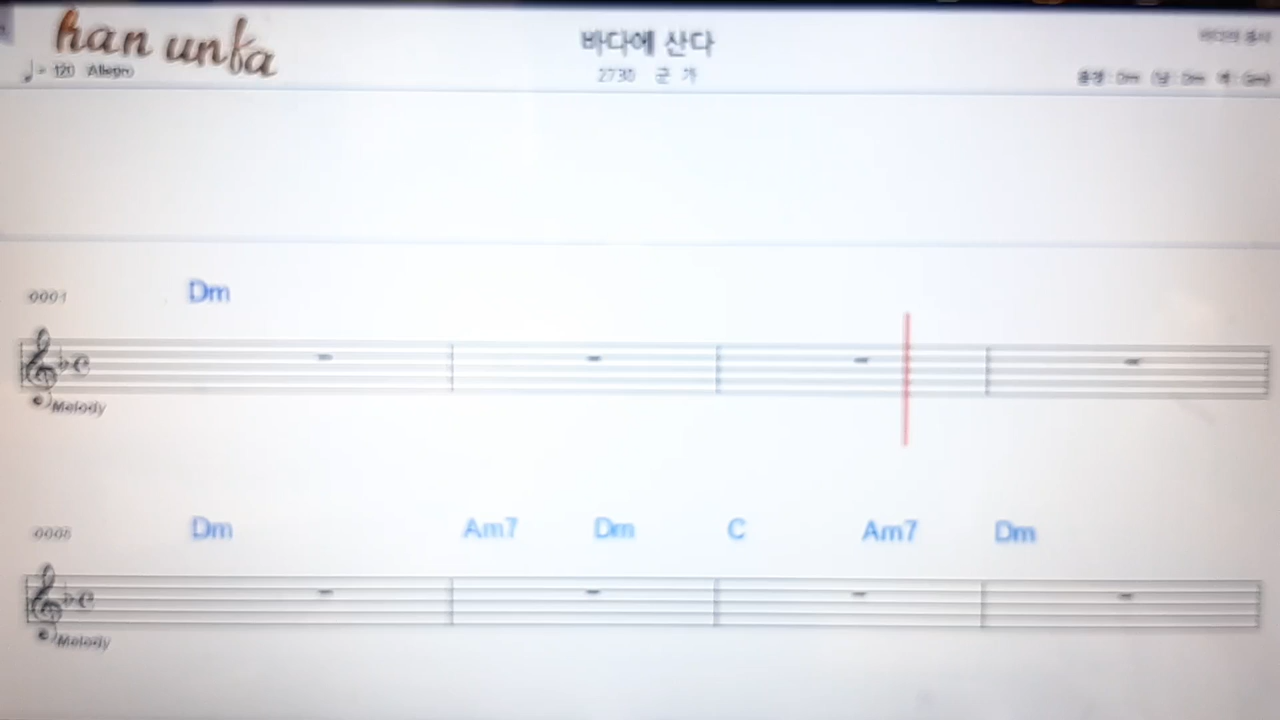 han unfa
바다에 산다
♩= 120 Allegro
2730 군 가
0001
Dm
Melody
0005
Dm Am7 Dm C Am7 Dm
Melody